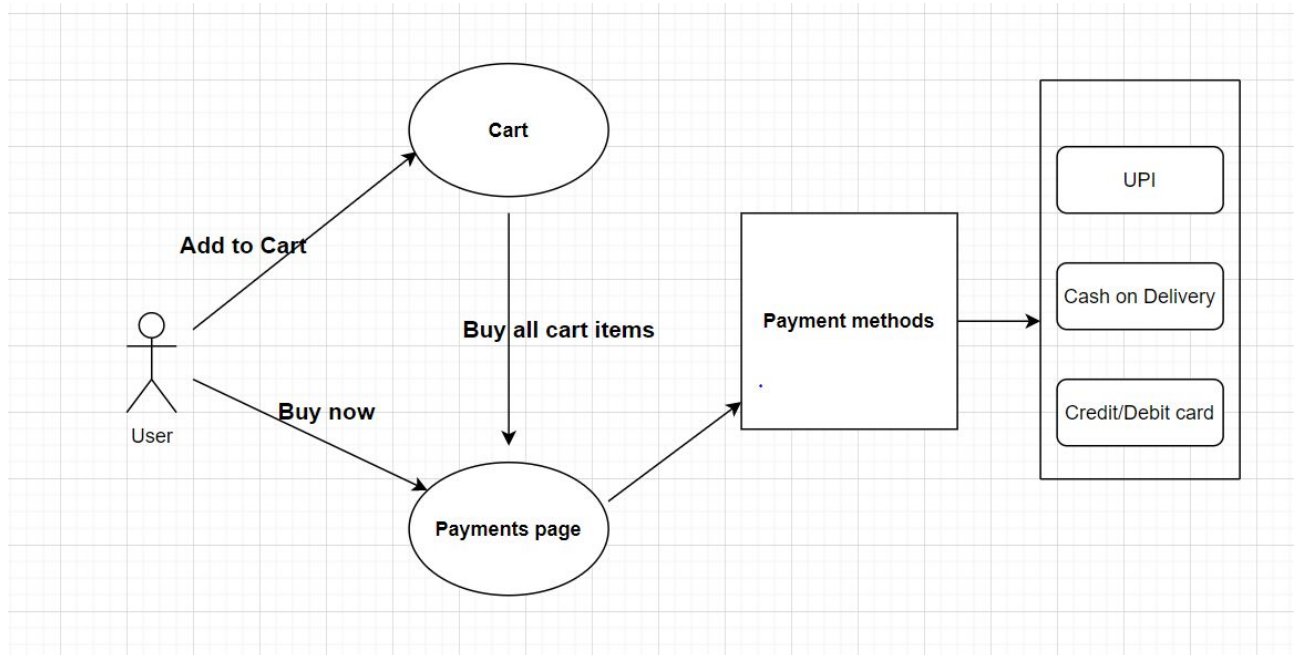 Cart
UPI
Add to Cart
Cash on Delivery
Payment methods
Buy all cart items
Buy now
Credit/Debit card
User
Payments page